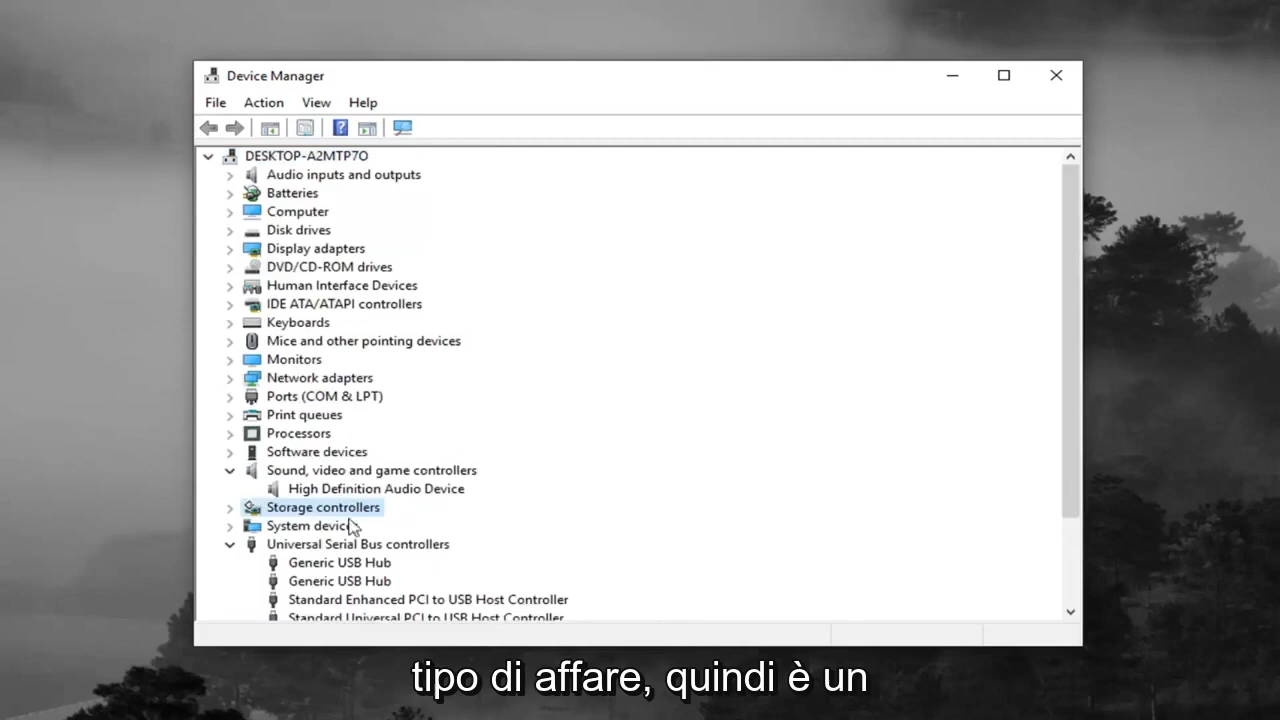 Device Manager
File Action View Help
DESKTOP-A2MTP7O
Audio inputs and outputs
Batteries
Computer
Disk drives
Display adapters
DVD/CD-ROM drives
Human Interface Devices
IDE ATA/ATAPI controllers
Keyboards
Mice and other pointing devices
Monitors
Network adapters
Ports (COM & LPT)
Print queues
Processors
Software devices
Sound, video and game controllers
High Definition Audio Device
Storage controllers
System devices
Universal Serial Bus controllers
Generic USB Hub
Generic USB Hub
Standard Enhanced PCI to USB Host Controller
Standard Universal PCI to USB Host Controller
tipo di affare, quindi è un